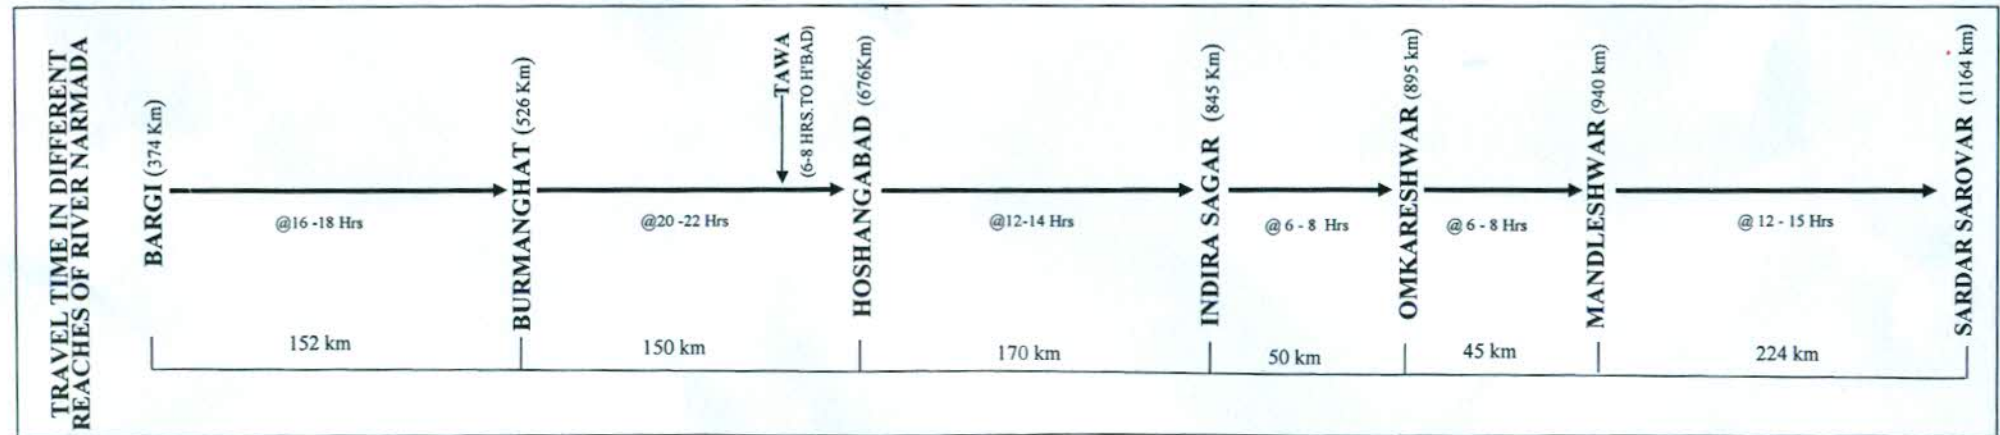 TRAVEL TIME IN DIFFERENT
REACHES OF RIVER NARMADA
BARGI (374 Km)
@16 -18 Hrs
BURMANGHAT (526 Km)
@20 -22 Hrs
TAWA
(6-8 HRS.TO H'BAD)
HOSHANGABAD (676Km)
@12-14 Hrs
INDIRA SAGAR (845 Km)
@ 6 - 8 Hrs
OMKARESHWAR (895 km)
@ 6 - 8 Hrs
MANDLESHWAR (940 km)
@ 12 - 15 Hrs
SARDAR SAROVAR (1164 km)
152 km
150 km
170 km
50 km
45 km
224 km